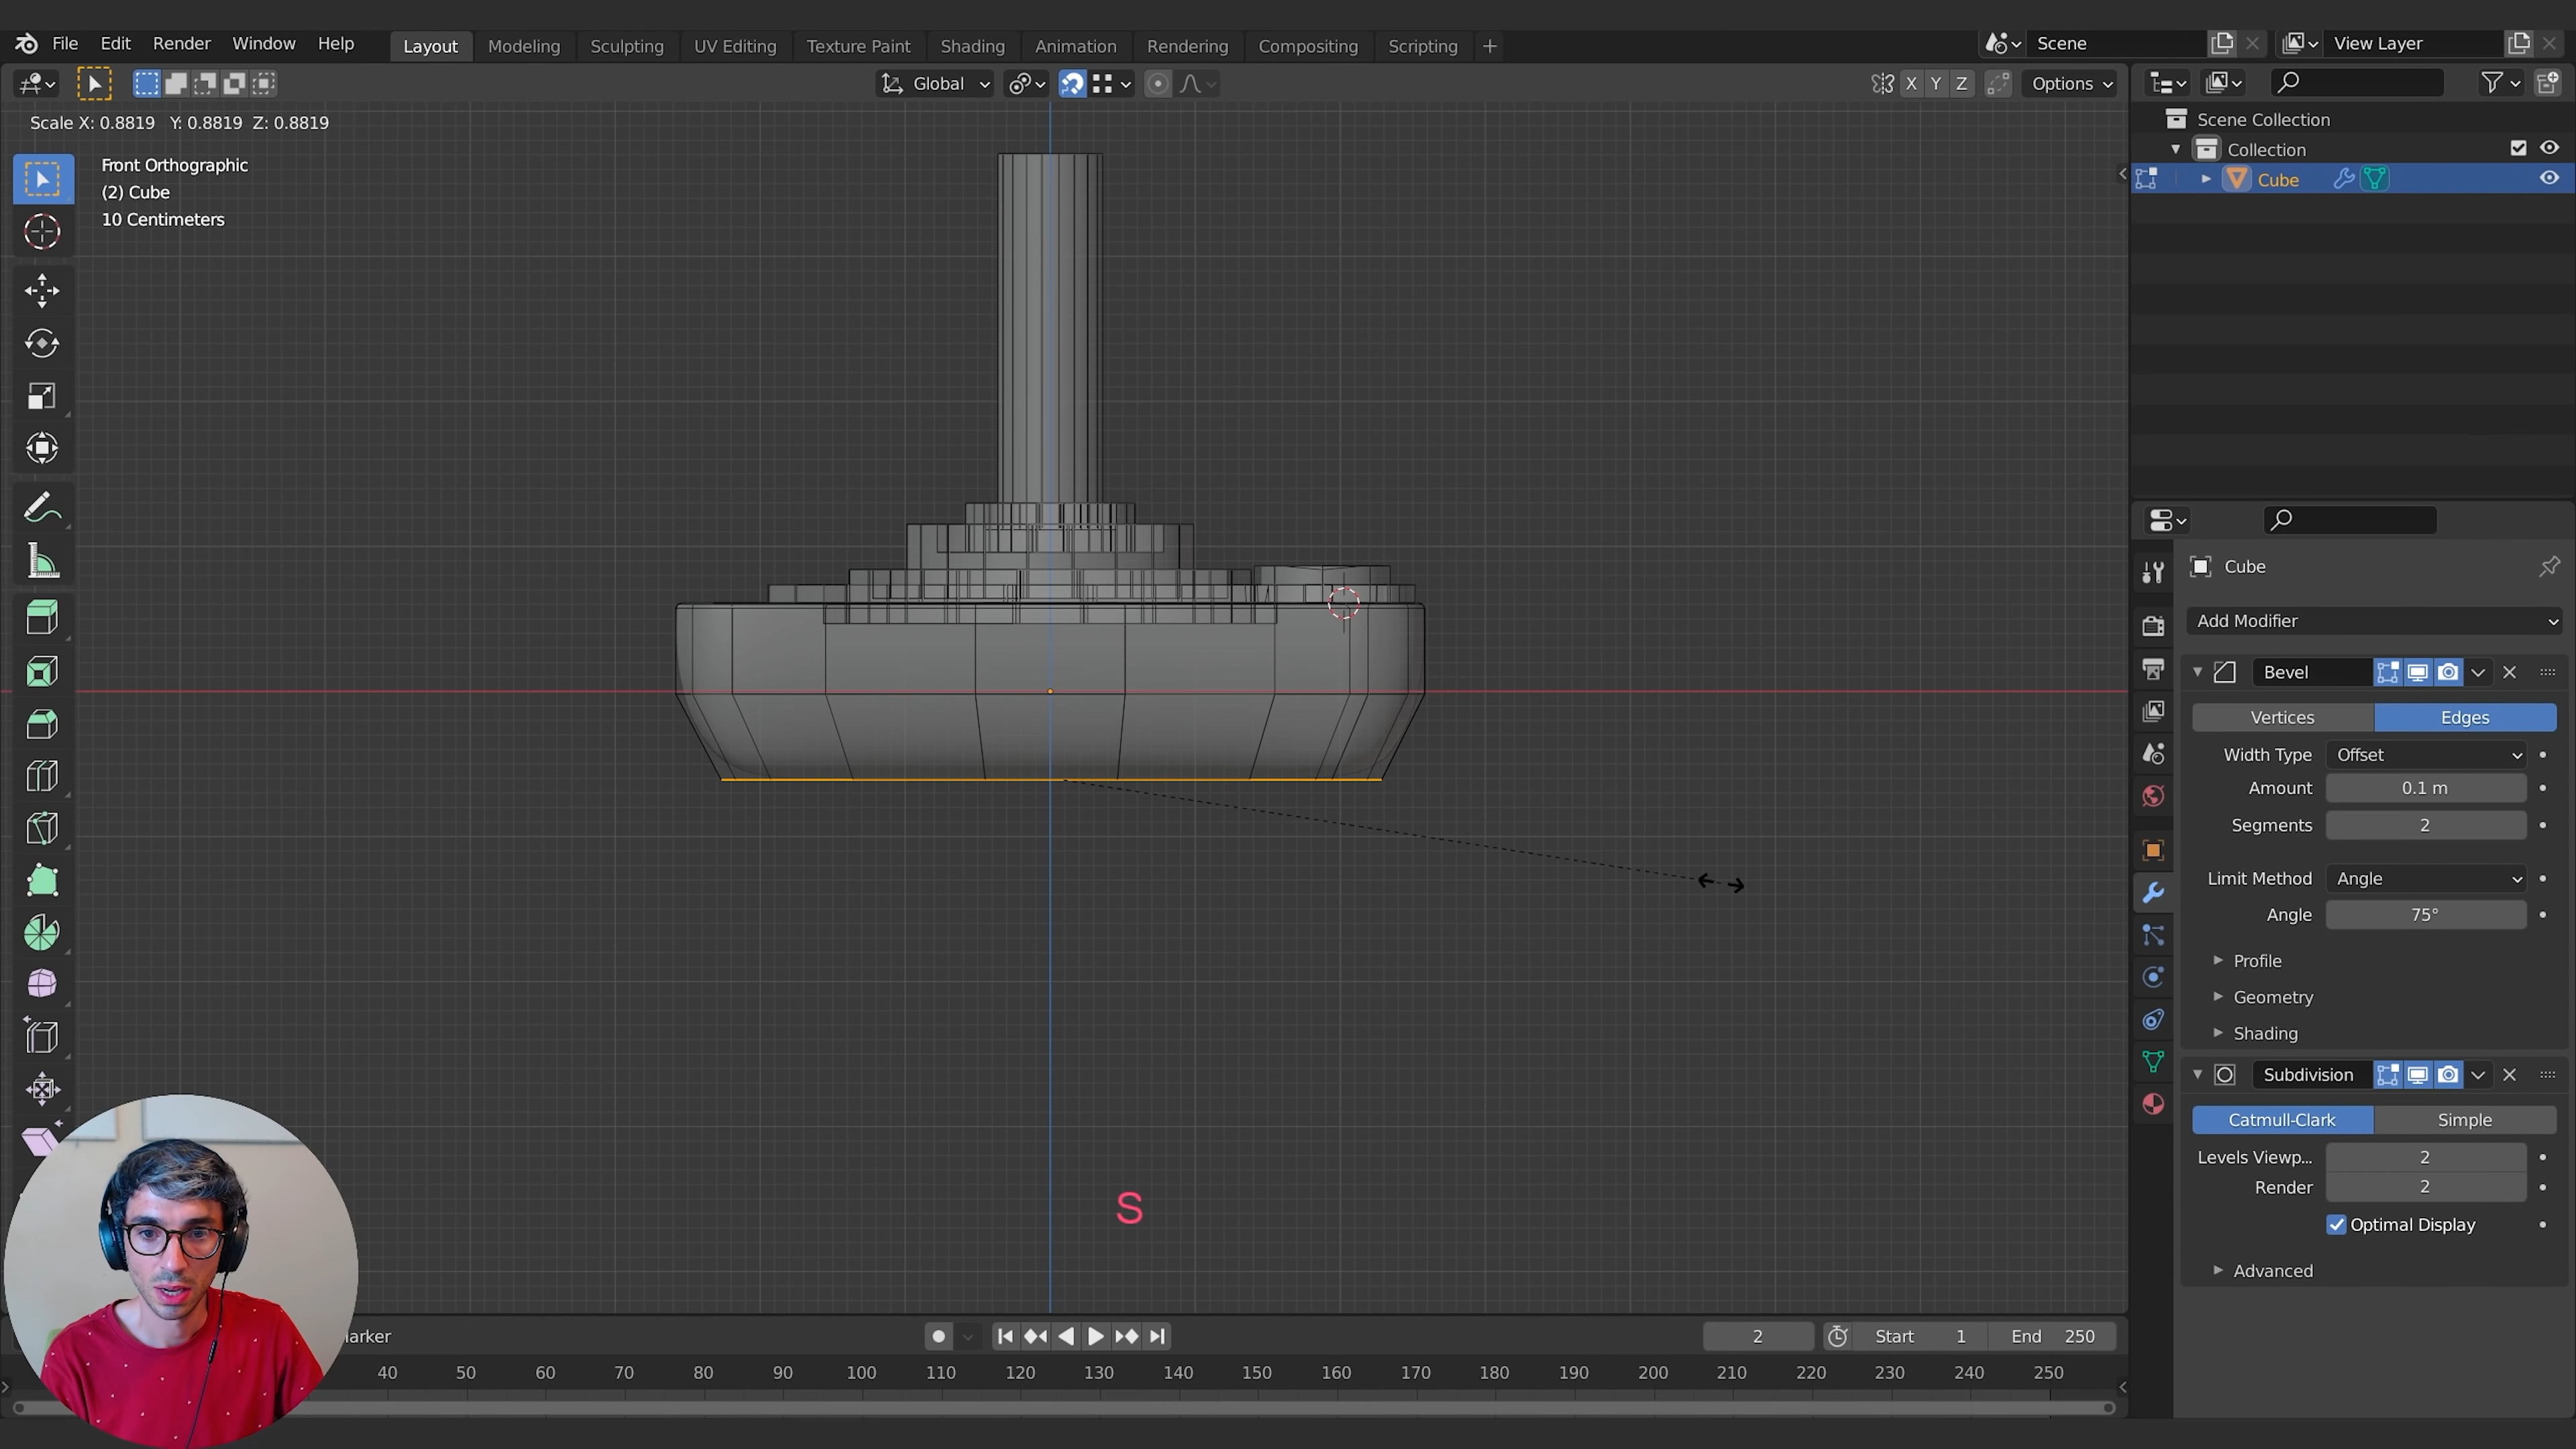 File Edit Render Window Help Layout Modeling Sculpting UV Editing Texture Paint Shading Animation Rendering Compositing Scripting + Scene View Layer
Global X Y Z Options
Scale X: 0.8819 Y: 0.8819 Z: 0.8819
Front Orthographic
(2) Cube
10 Centimeters
S
Scene Collection
Collection
Cube
Cube
Add Modifier
Bevel
Vertices Edges
Width Type Offset
Amount 0.1 m
Segments 2
Limit Method Angle
Angle 75°
Profile
Geometry
Shading
Subdivision
Catmull-Clark Simple
Levels Viewp... 2
Render 2
Optimal Display
Advanced
arker 2 Start 1 End 250
40 50 60 70 80 90 100 110 120 130 140 150 160 170 180 190 200 210 220 230 240 250